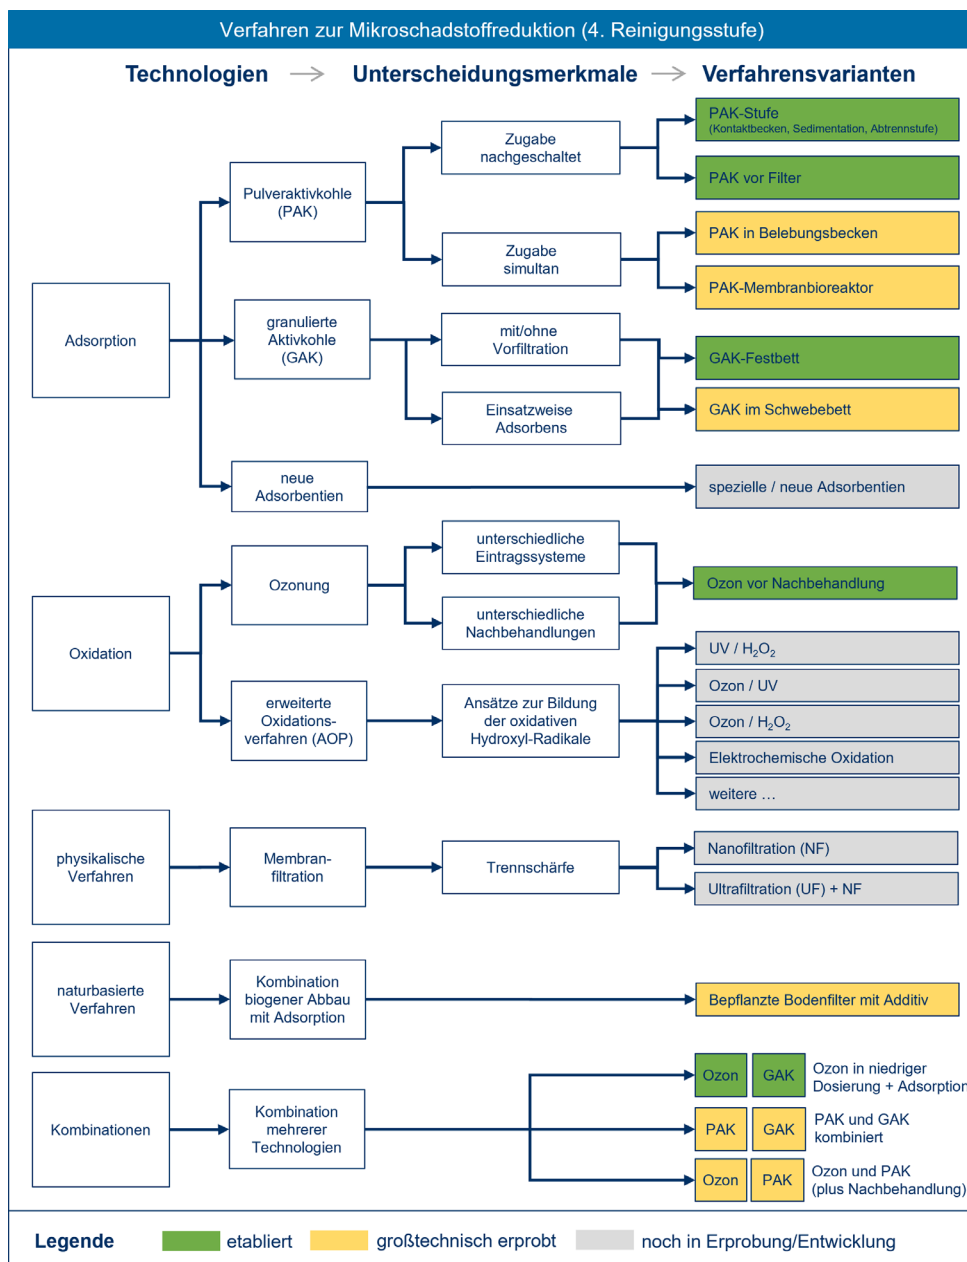 Verfahren zur Mikroschadstoffreduktion (4. Reinigungsstufe)
Technologien
Unterscheidungsmerkmale
Verfahrensvarianten
Adsorption
Pulveraktivkohle
(PAK)
Zugabe
nachgeschaltet
PAK-Stufe
(Kontaktbecken, Sedimentation, Abtrennstufe)
PAK vor Filter
Zugabe
simultan
PAK in Belebungsbecken
PAK-Membranbioreaktor
granulierte
Aktivkohle
(GAK)
mit/ohne
Vorfiltration
Einsatzweise
Adsorbens
GAK-Festbett
GAK im Schwebebett
neue
Adsorbentien
spezielle / neue Adsorbentien
Oxidation
Ozonung
unterschiedliche
Eintragssysteme
unterschiedliche
Nachbehandlungen
Ozon vor Nachbehandlung
erweiterte
Oxidations-
verfahren (AOP)
Ansätze zur Bildung
der oxidativen
Hydroxyl-Radikale
UV / H₂O₂
Ozon / UV
Ozon / H₂O₂
Elektrochemische Oxidation
weitere …
physikalische
Verfahren
Membran-
filtration
Trennschärfe
Nanofiltration (NF)
Ultrafiltration (UF) + NF
naturbasierte
Verfahren
Kombination
biogener Abbau
mit Adsorption
Bepflanzte Bodenfilter mit Additiv
Kombinationen
Kombination
mehrerer
Technologien
Ozon
GAK
Ozon in niedriger
Dosierung + Adsorption
PAK
GAK
PAK und GAK
kombiniert
Ozon
PAK
Ozon und PAK
(plus Nachbehandlung)
Legende
etabliert
großtechnisch erprobt
noch in Erprobung/Entwicklung